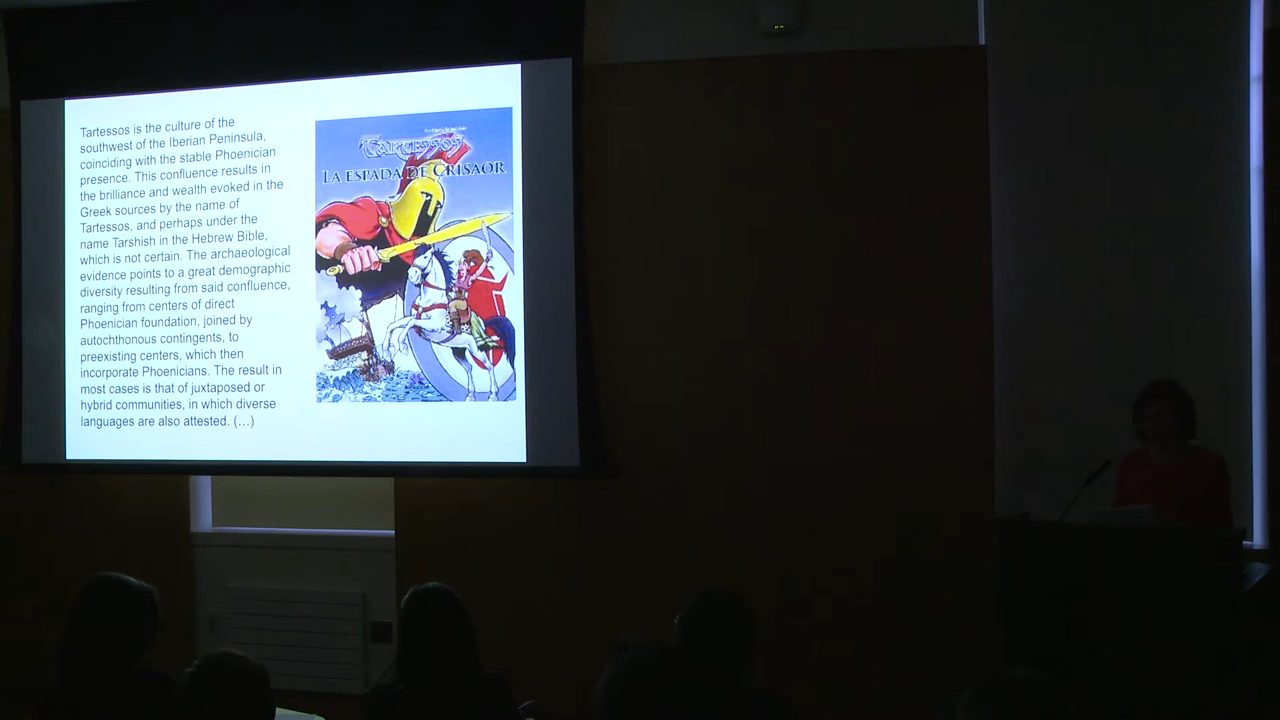 Tartessos is the culture of the
southwest of the Iberian Peninsula,
coinciding with the stable Phoenician
presence. This confluence results in
the brilliance and wealth evoked in the
Greek sources by the name of
Tartessos, and perhaps under the
name Tarshish in the Hebrew Bible,
which is not certain. The archaeological
evidence points to a great demographic
diversity resulting from said confluence,
ranging from centers of direct
Phoenician foundation, joined by
autochthonous contingents, to
preexisting centers, which then
incorporate Phoenicians. The result in
most cases is that of juxtaposed or
hybrid communities, in which diverse
languages are also attested. (...)
TARTESSOS
LA ESPADA DE CRISAOR